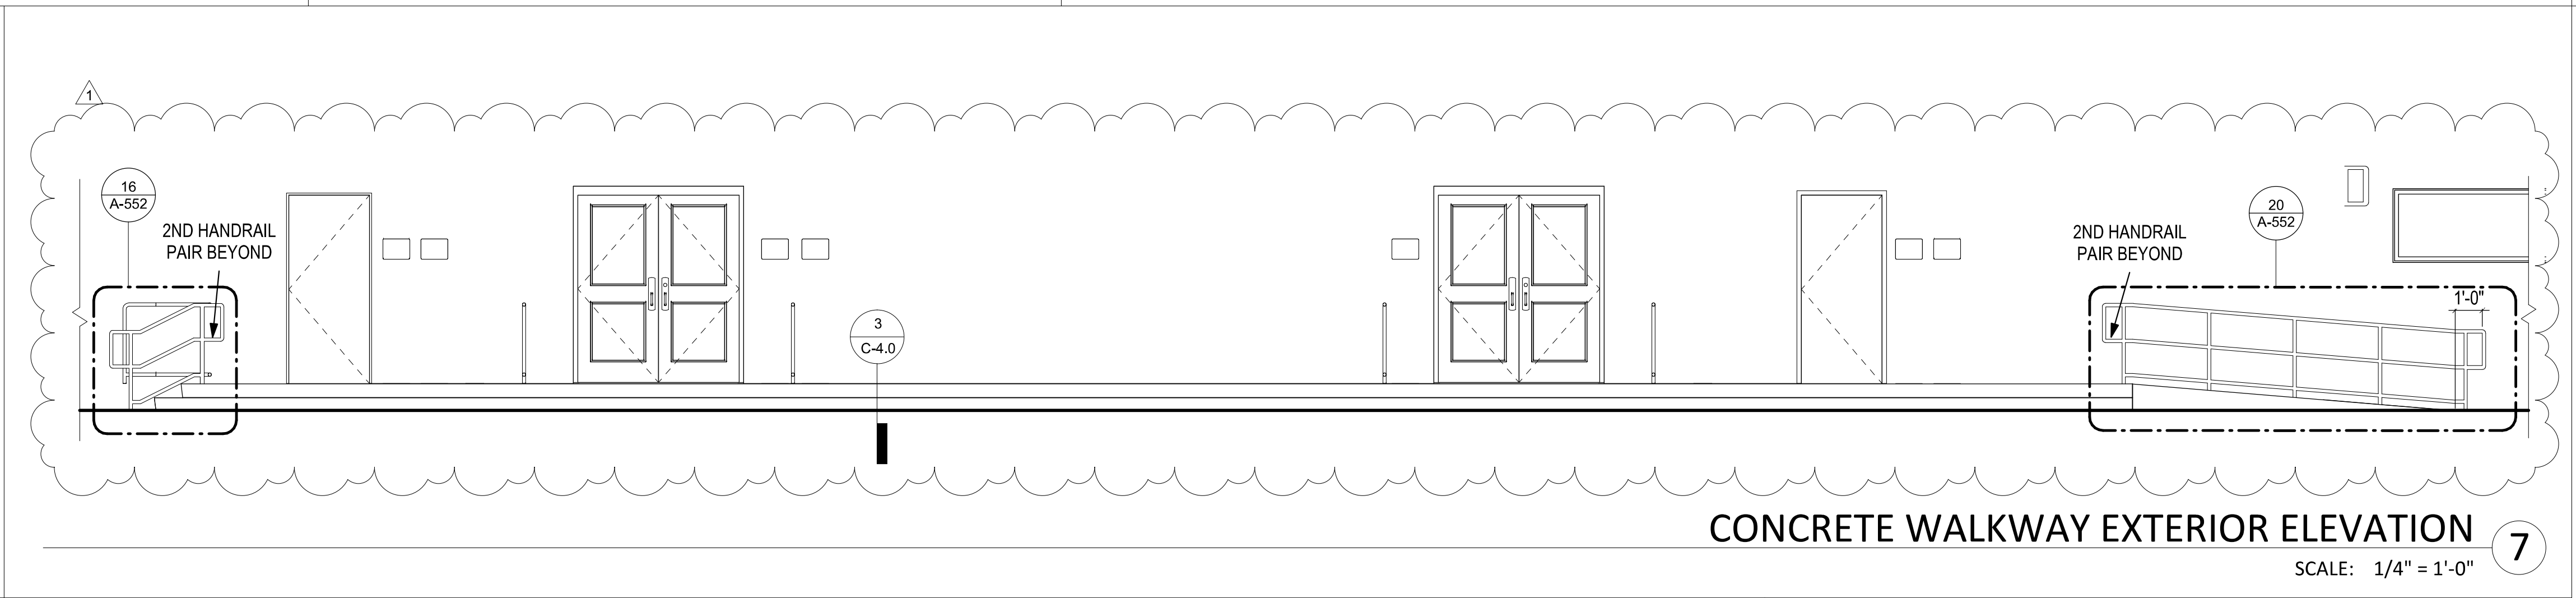 1
16
A-552
2ND HANDRAIL
PAIR BEYOND
3
C-4.0
2ND HANDRAIL
PAIR BEYOND
20
A-552
1'-0"
CONCRETE WALKWAY EXTERIOR ELEVATION
7
SCALE: 1/4" = 1'-0"